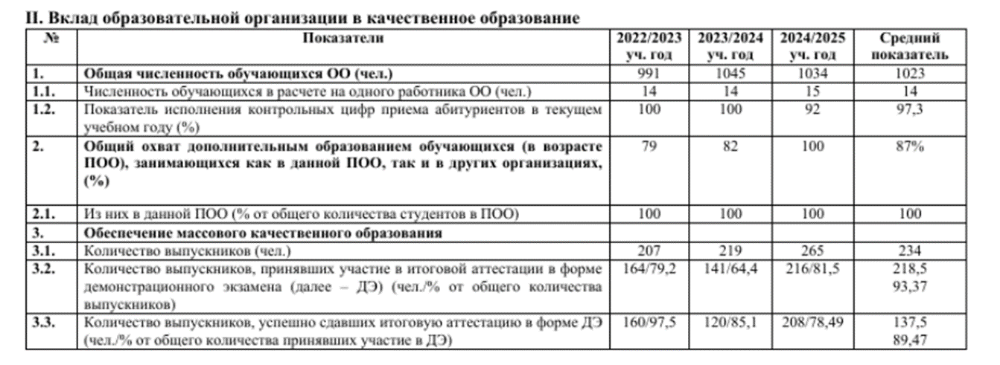 II. Вклад образовательной организации в качественное образование
№ Показатели 2022/2023 2023/2024 2024/2025 Средний
уч. год уч. год уч. год показатель
1. Общая численность обучающихся ОО (чел.) 991 1045 1034 1023
1.1. Численность обучающихся в расчете на одного работника ОО (чел.) 14 14 15 14
1.2. Показатель исполнения контрольных цифр приема абитуриентов в текущем 100 100 92 97,3
учебном году (%)
2. Общий охват дополнительным образованием обучающихся (в возрасте 79 82 100 87%
ПОО), занимающихся как в данной ПОО, так и в других организациях,
(%)
2.1. Из них в данной ПОО (% от общего количества студентов в ПОО) 100 100 100 100
3. Обеспечение массового качественного образования
3.1. Количество выпускников (чел.) 207 219 265 234
3.2. Количество выпускников, принявших участие в итоговой аттестации в форме 164/79,2 141/64,4 216/81,5 218,5
демонстрационного экзамена (далее – ДЭ) (чел./% от общего количества 93,37
выпускников)
3.3. Количество выпускников, успешно сдавших итоговую аттестацию в форме ДЭ 160/97,5 120/85,1 208/78,49 137,5
(чел./% от общего количества принявших участие в ДЭ) 89,47